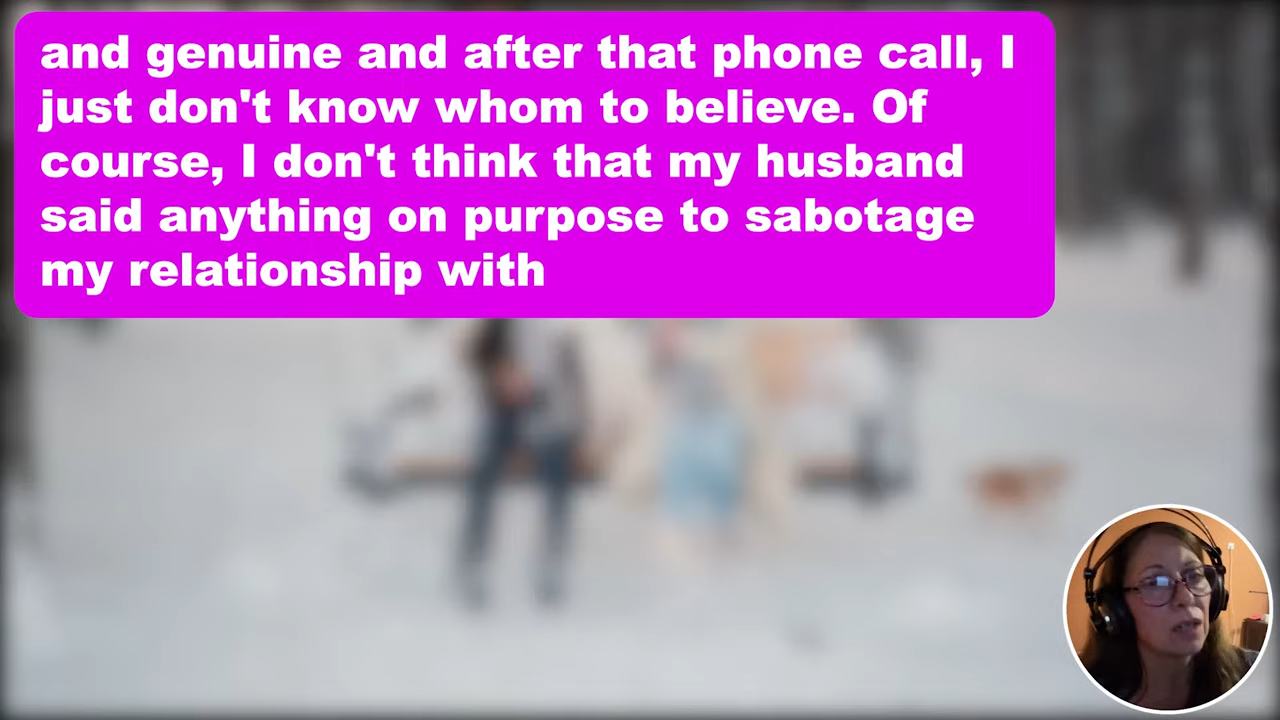 and genuine and after that phone call, I
just don't know whom to believe. Of
course, I don't think that my husband
said anything on purpose to sabotage
my relationship with